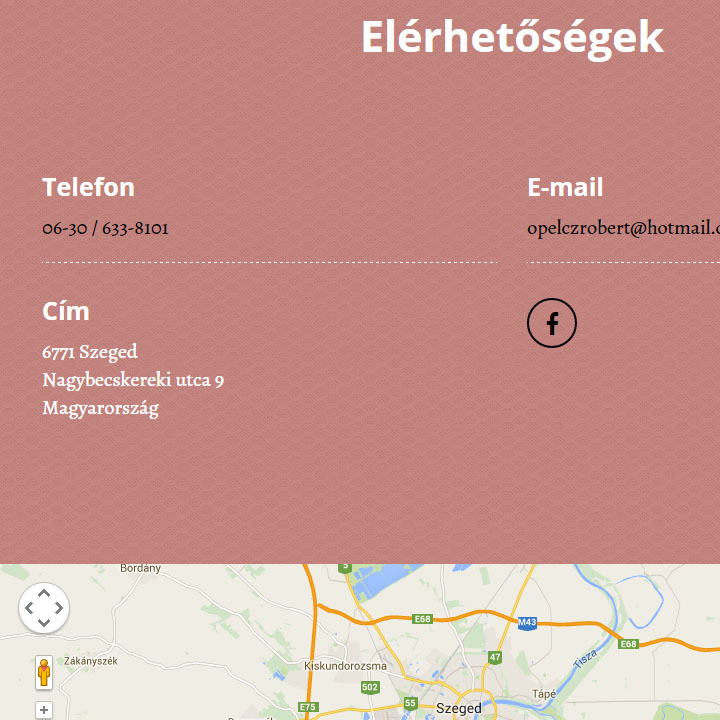 Elérhetőségek
Telefon
06-30 / 633-8101
E-mail
opelczrobert@hotmail.c
Cím
6771 Szeged
Nagybecskereki utca 9
Magyarország
Bordány
5
E68
M43
E68
Zákányszék
Kiskundorozsma
47
Tisza
502
Tápé
55
E75
Szeged